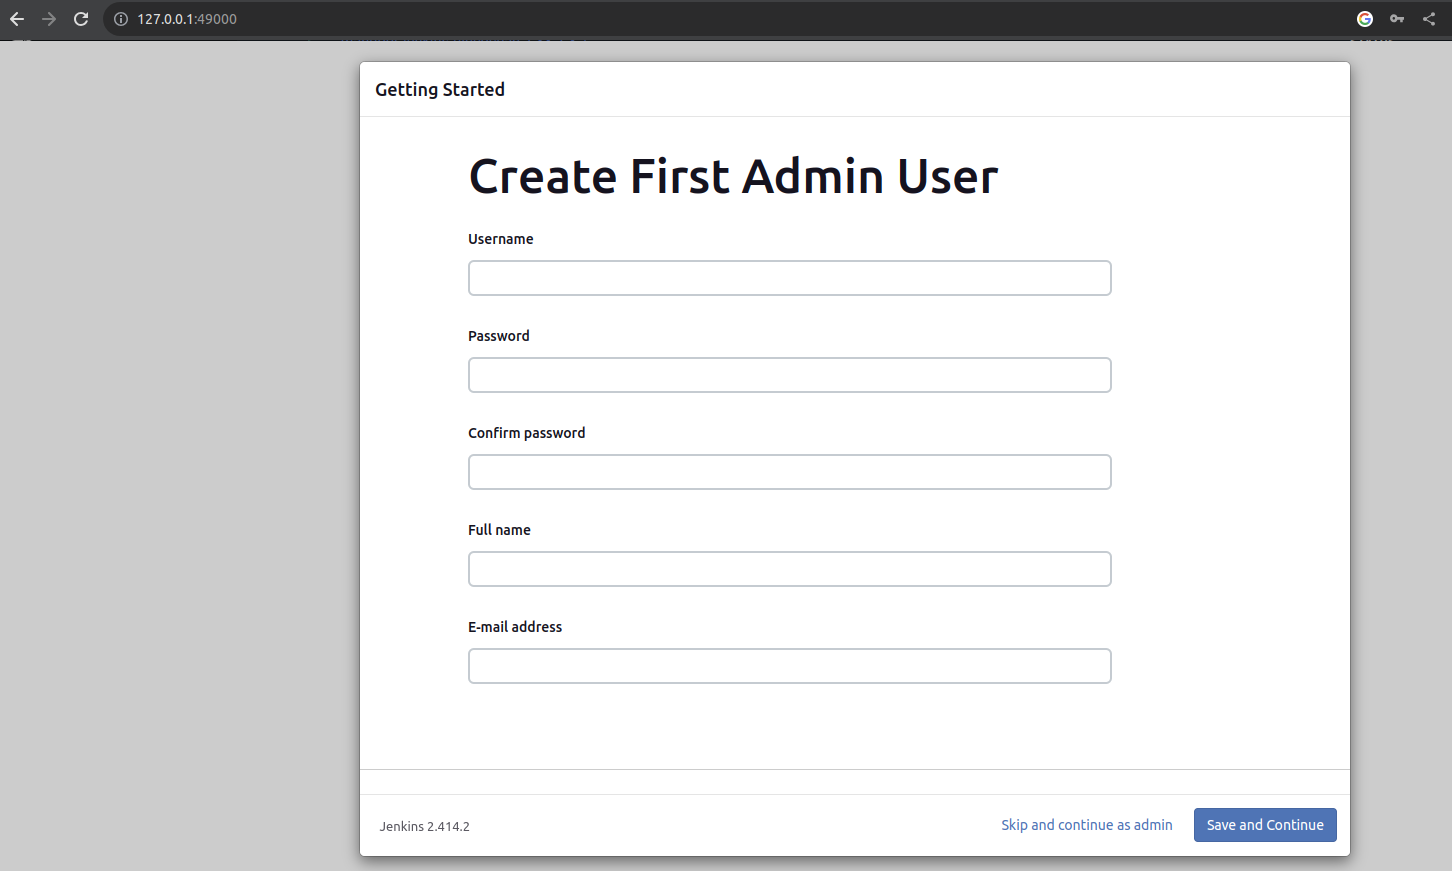 127.0.0.1:49000
Getting Started
Create First Admin User
Username
Password
Confirm password
Full name
E-mail address
Jenkins 2.414.2
Skip and continue as admin
Save and Continue